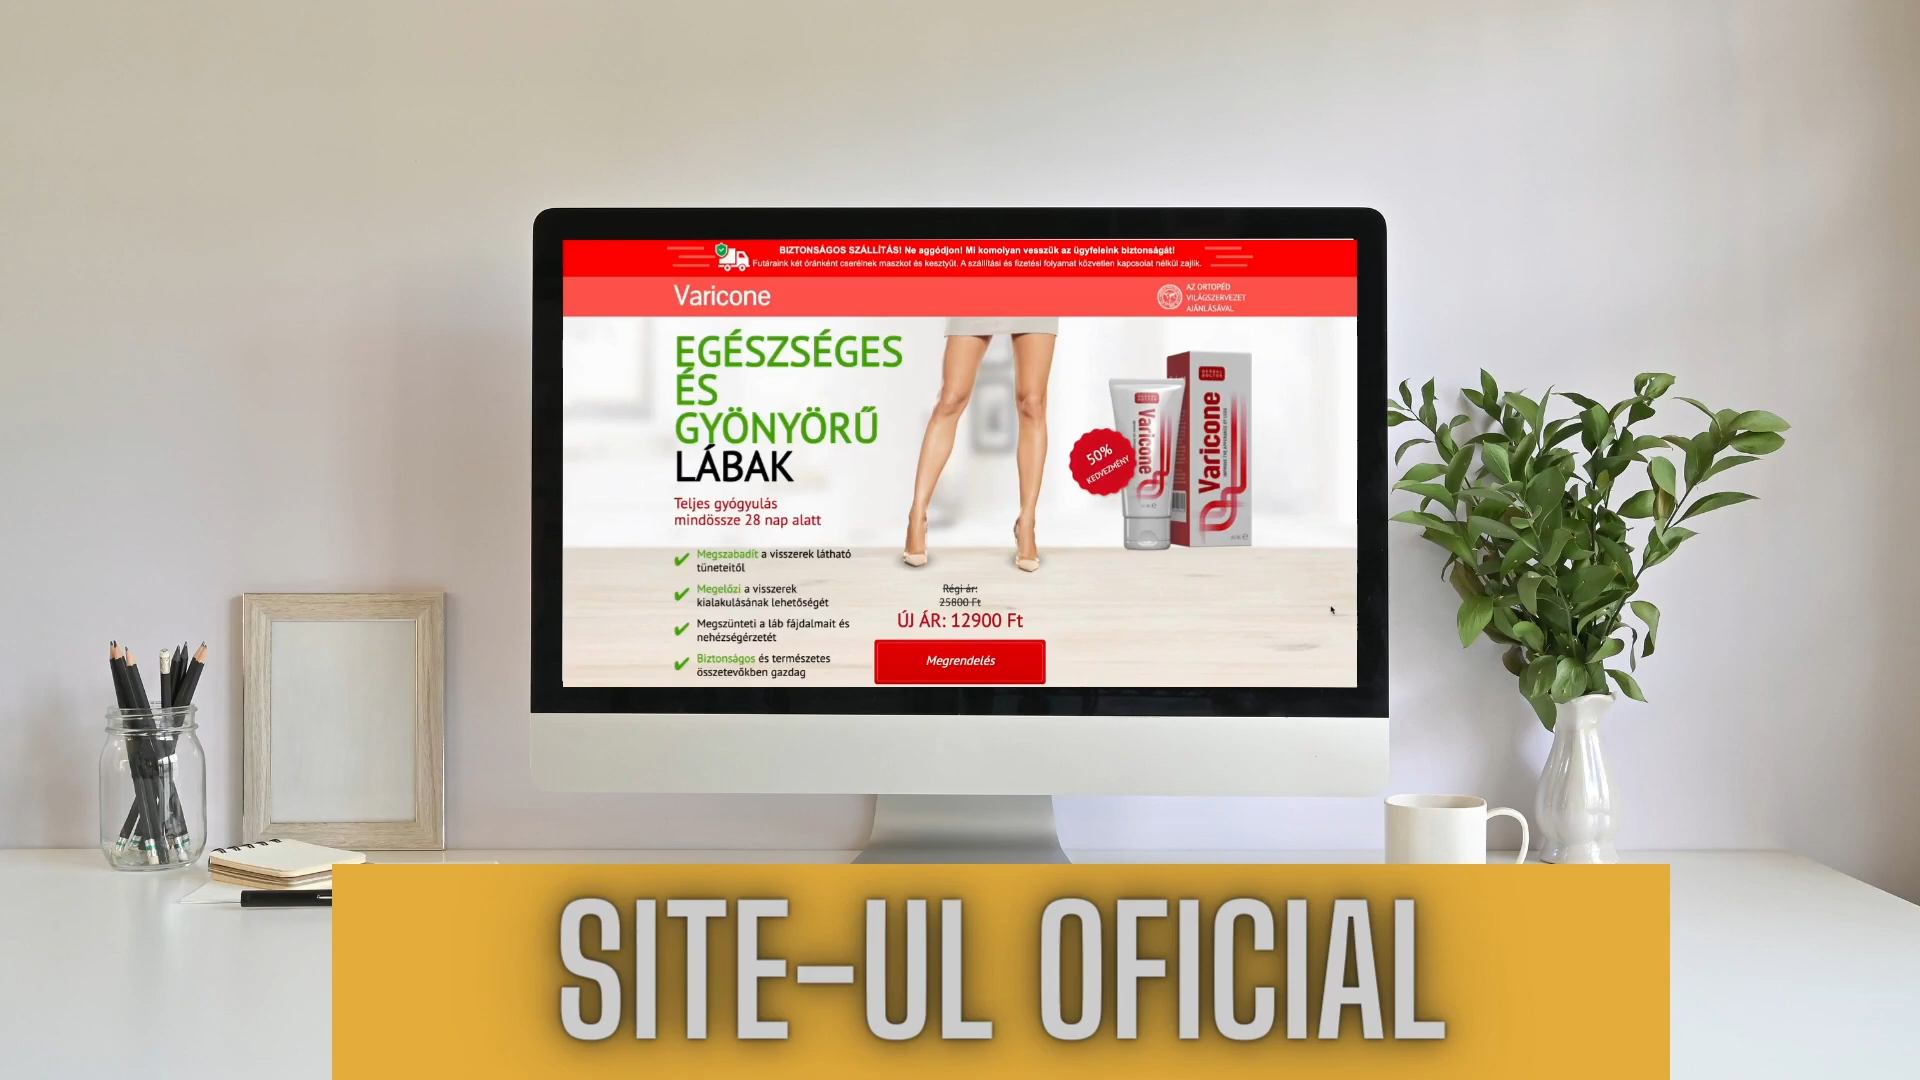 BIZTONSÁGOS SZÁLLÍTÁS! Ne aggódjon! Mi komolyan vesszük az ügyfeleink biztonságát!
Futáraink két óránként cserélnek maszkot és kesztyűt. A szállítási és fizetési folyamat közvetlen kapcsolat nélkül zajlik.
Varicone
AZ ORTOPÉD
VILÁGSZERVEZET
AJÁNLÁSÁVAL
EGÉSZSÉGES
ÉS
GYÖNYÖRŰ
LÁBAK
Teljes gyógyulás
mindössze 28 nap alatt
Megszabadít a visszerek látható
tüneteitől
Megelőzi a visszerek
kialakulásának lehetőségét
Megszünteti a láb fájdalmait és
nehézségérzetét
Biztonságos és természetes
összetevőkben gazdag
50%
KEDVEZMÉNY
Varicone
Varicone
Régi ár:
25800 Ft
ÚJ ÁR: 12900 Ft
Megrendelés
SITE-UL OFICIAL